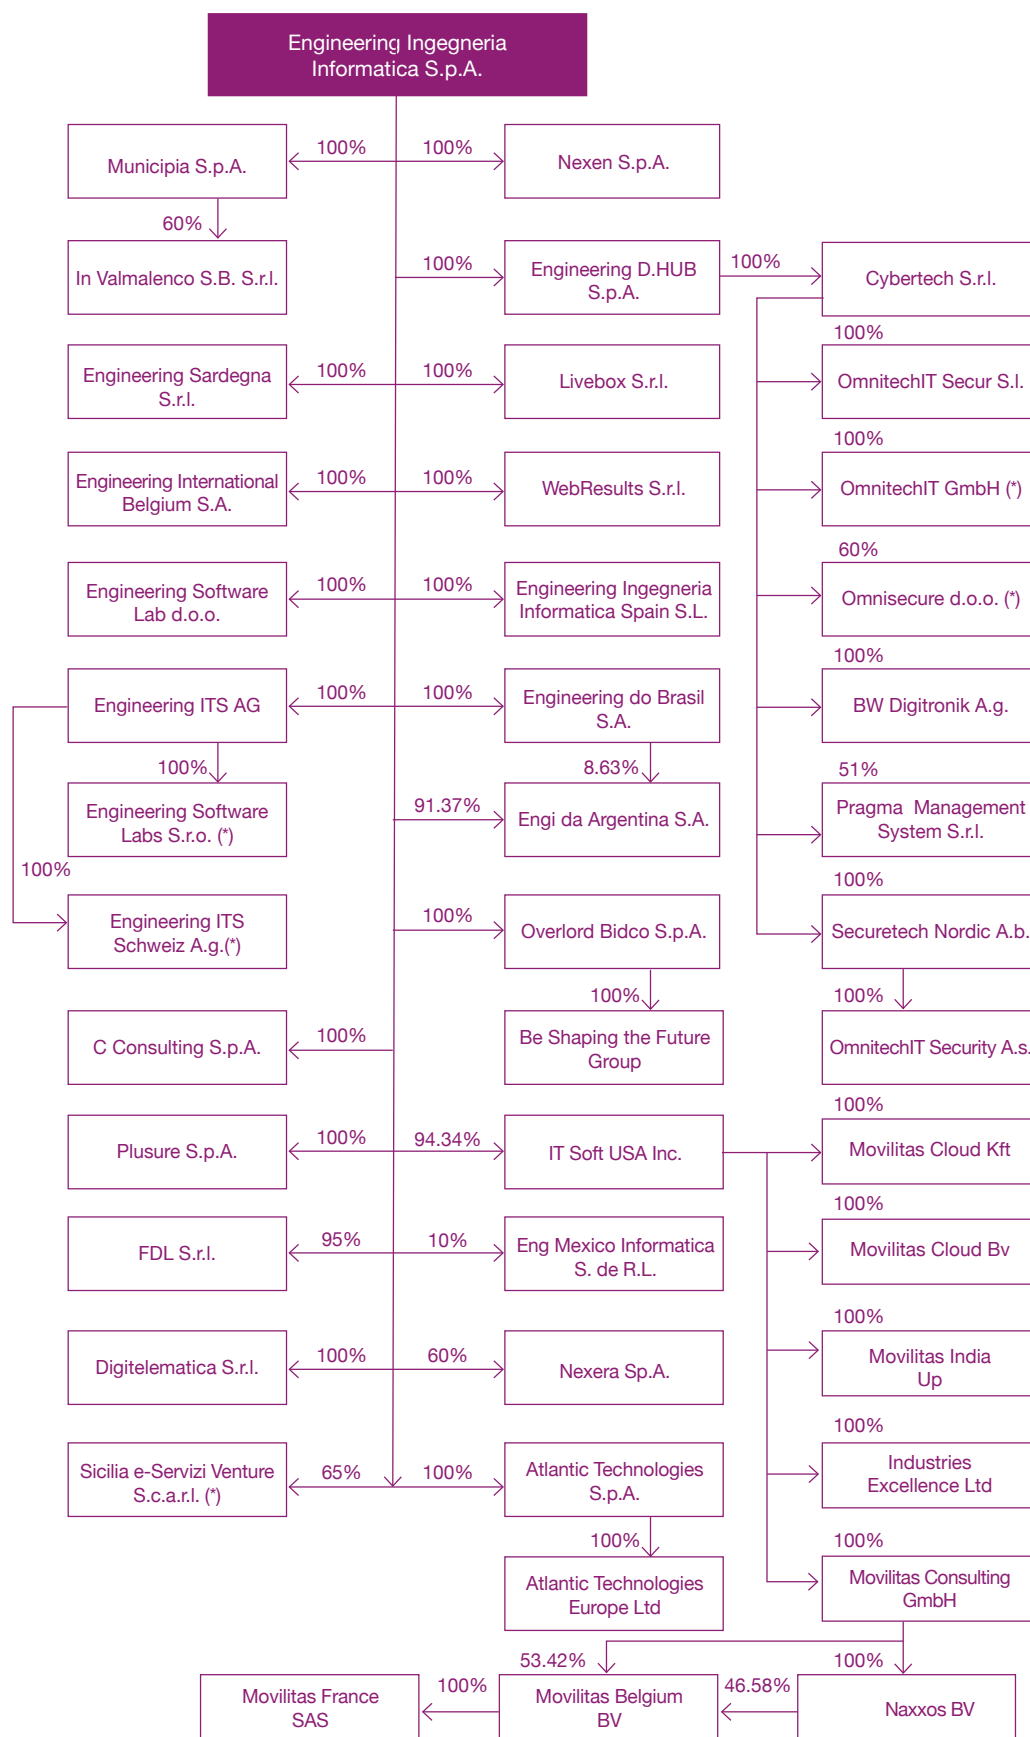 Engineering Ingegneria
Informatica S.p.A.
Municipia S.p.A.
100%
100%
Nexen S.p.A.
60%
In Valmalenco S.B. S.r.l.
100%
Engineering D.HUB
S.p.A.
100%
Cybertech S.r.l.
Engineering Sardegna
S.r.l.
100%
100%
Livebox S.r.l.
100%
OmnitechIT Secur S.l.
Engineering International
Belgium S.A.
100%
100%
WebResults S.r.l.
100%
OmnitechIT GmbH (*)
Engineering Software
Lab d.o.o.
100%
100%
Engineering Ingegneria
Informatica Spain S.L.
60%
Omnisecure d.o.o. (*)
Engineering ITS AG
100%
100%
Engineering do Brasil
S.A.
100%
BW Digitronik A.g.
100%
Engineering Software
Labs S.r.o. (*)
8.63%
91.37%
Engi da Argentina S.A.
51%
Pragma Management
System S.r.l.
100%
Engineering ITS
Schweiz A.g.(*)
100%
Overlord Bidco S.p.A.
100%
Securetech Nordic A.b.
C Consulting S.p.A.
100%
100%
Be Shaping the Future
Group
100%
OmnitechIT Security A.s.
Plusure S.p.A.
100%
94.34%
IT Soft USA Inc.
100%
Movilitas Cloud Kft
FDL S.r.l.
95%
10%
Eng Mexico Informatica
S. de R.L.
100%
Movilitas Cloud Bv
Digitelematica S.r.l.
100%
60%
Nexera Sp.A.
100%
Movilitas India
Up
Sicilia e-Servizi Venture
S.c.a.r.l. (*)
65%
100%
Atlantic Technologies
S.p.A.
100%
Industries
Excellence Ltd
100%
Atlantic Technologies
Europe Ltd
100%
Movilitas Consulting
GmbH
53.42%
100%
Movilitas France
SAS
100%
Movilitas Belgium
BV
46.58%
Naxxos BV